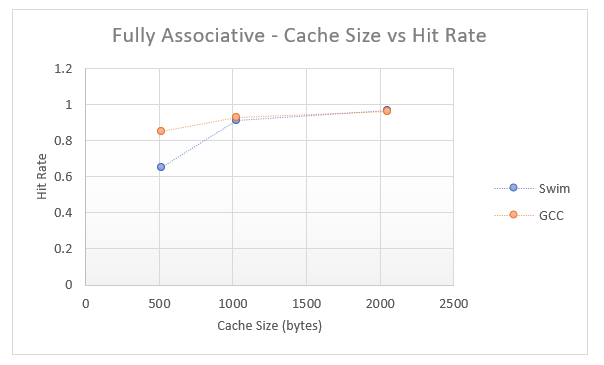 Fully Associative - Cache Size vs Hit Rate
1.2
1
0.8
0.6
0.4
0.2
0
Hit Rate
0 500 1000 1500 2000 2500
Cache Size (bytes)
Swim
GCC